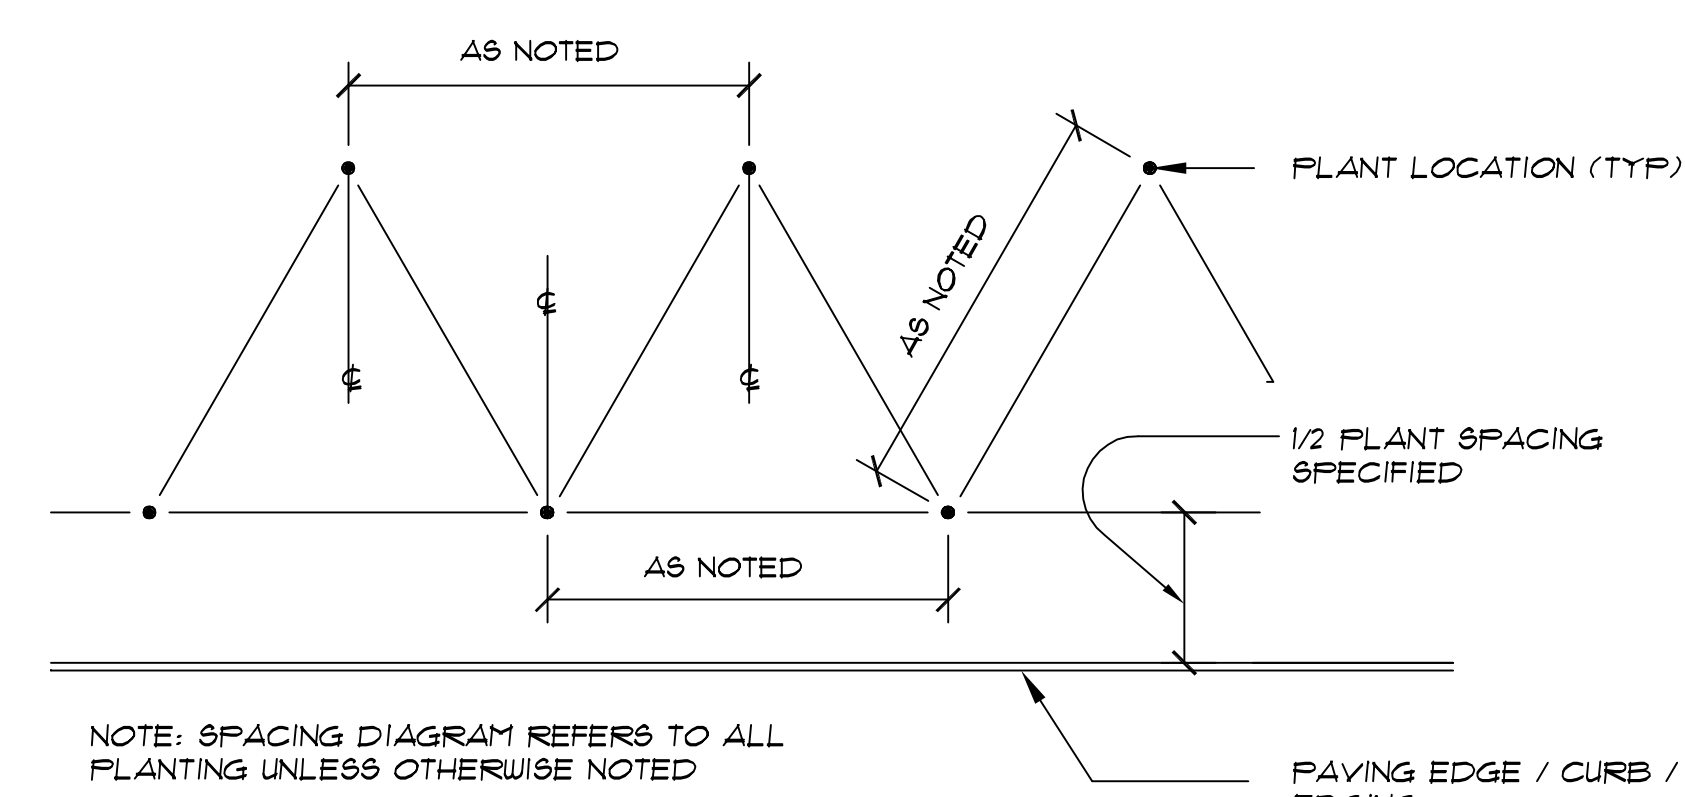 AS NOTED
PLANT LOCATION (TYP)
AS NOTED
℄
℄
℄
1/2 PLANT SPACING
SPECIFIED
AS NOTED
NOTE: SPACING DIAGRAM REFERS TO ALL
PLANTING UNLESS OTHERWISE NOTED
PAVING EDGE / CURB /